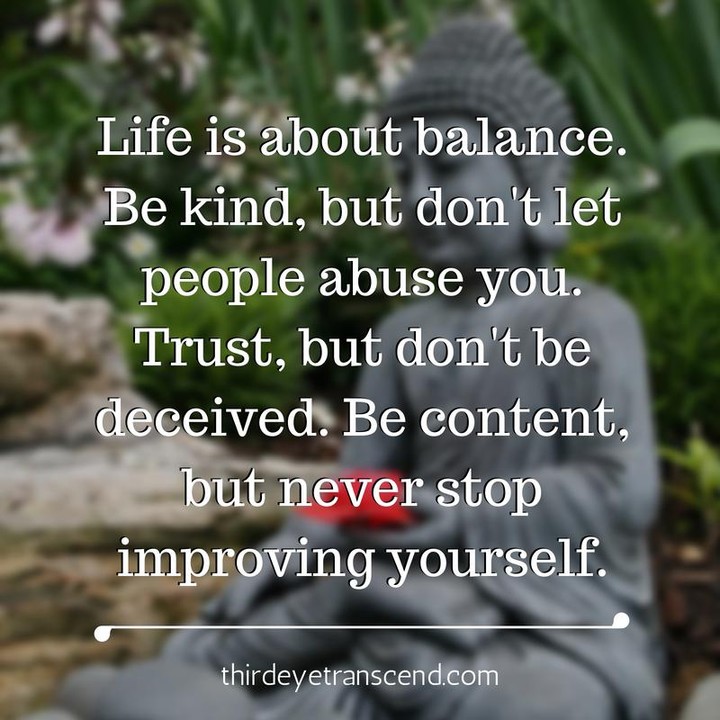 Life is about balance.
Be kind, but don't let
people abuse you.
Trust, but don't be
deceived. Be content,
but never stop
improving yourself.
thirdeyetranscend.com